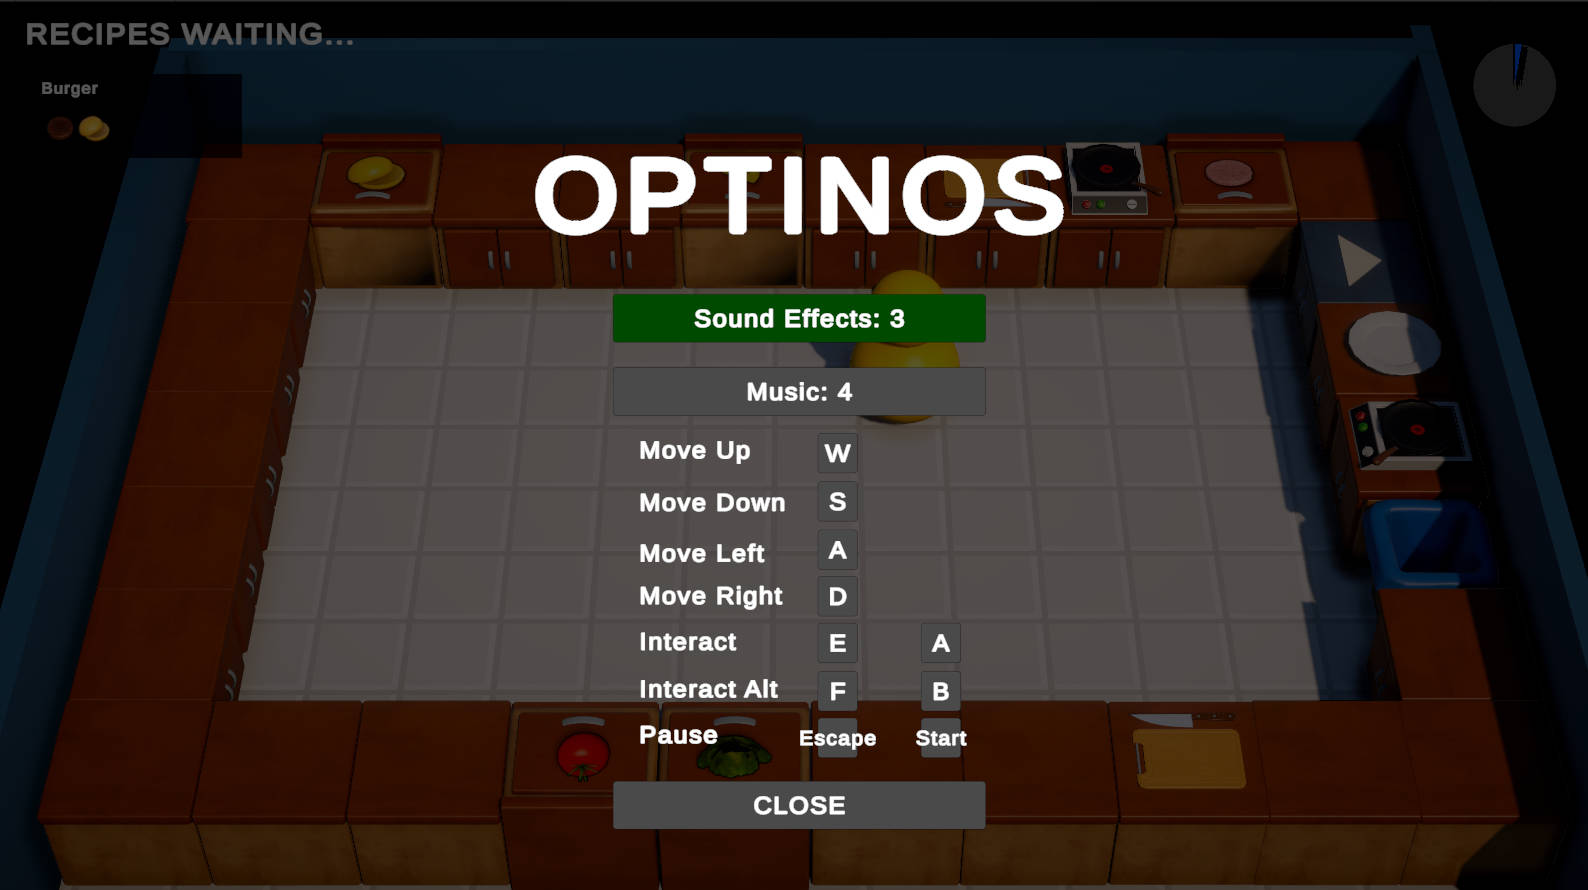 RECIPES WAITING...
Burger
OPTINOS
Sound Effects: 3
Music: 4
Move Up W
Move Down S
Move Left A
Move Right D
Interact E A
Interact Alt F B
Pause Escape Start
CLOSE